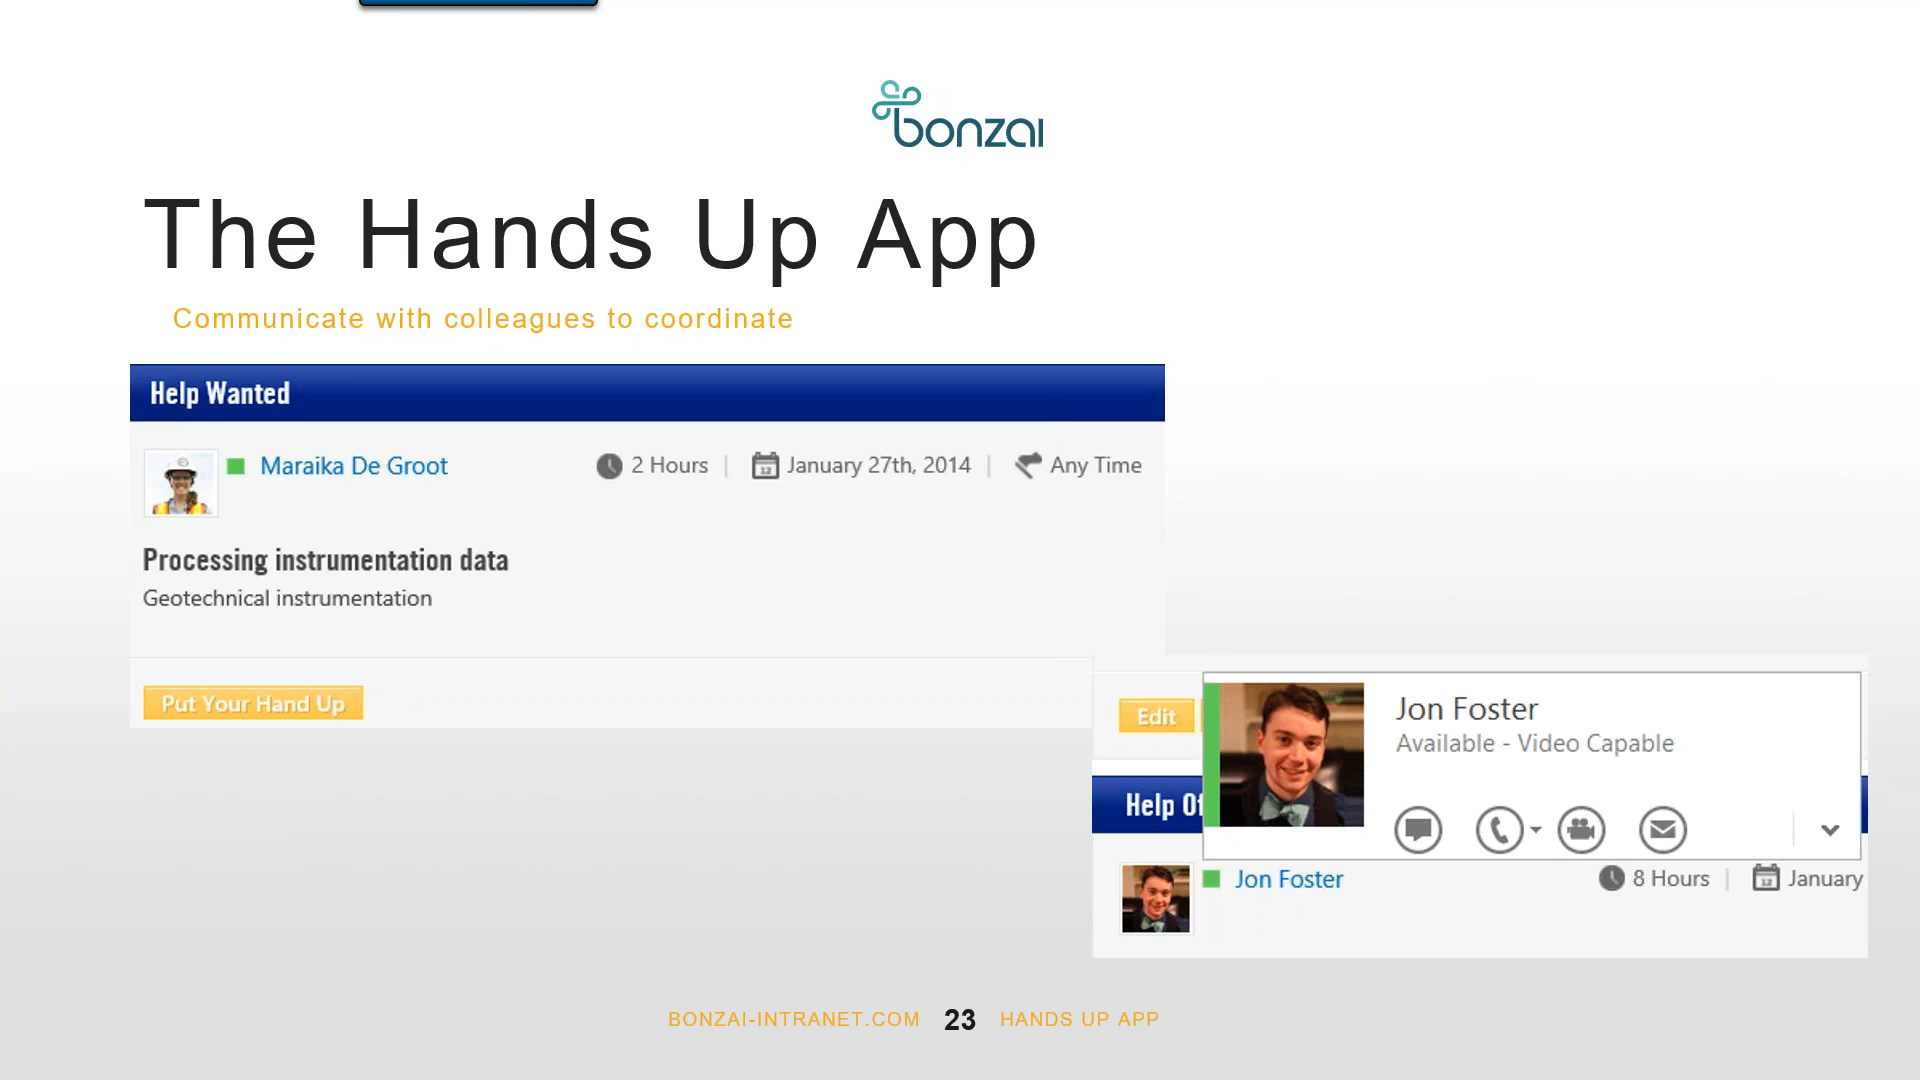 bonzai
The Hands Up App
Communicate with colleagues to coordinate
Help Wanted
Maraika De Groot
2 Hours
January 27th, 2014
Any Time
Processing instrumentation data
Geotechnical instrumentation
Put Your Hand Up
Edit
Jon Foster
Available - Video Capable
Help Of
Jon Foster
8 Hours
January
BONZAI-INTRANET.COM 23 HANDS UP APP